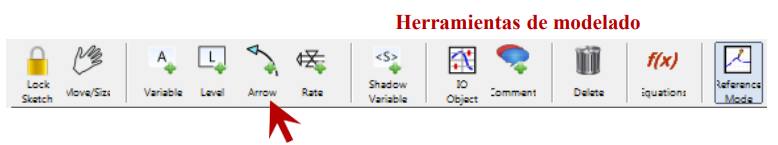 Herramientas de modelado
A L <S> f(x)
Lock Sketch Move/Size Variable Level Arrow Rate Shadow Variable IO Object Comment Delete Equations Reference Mode